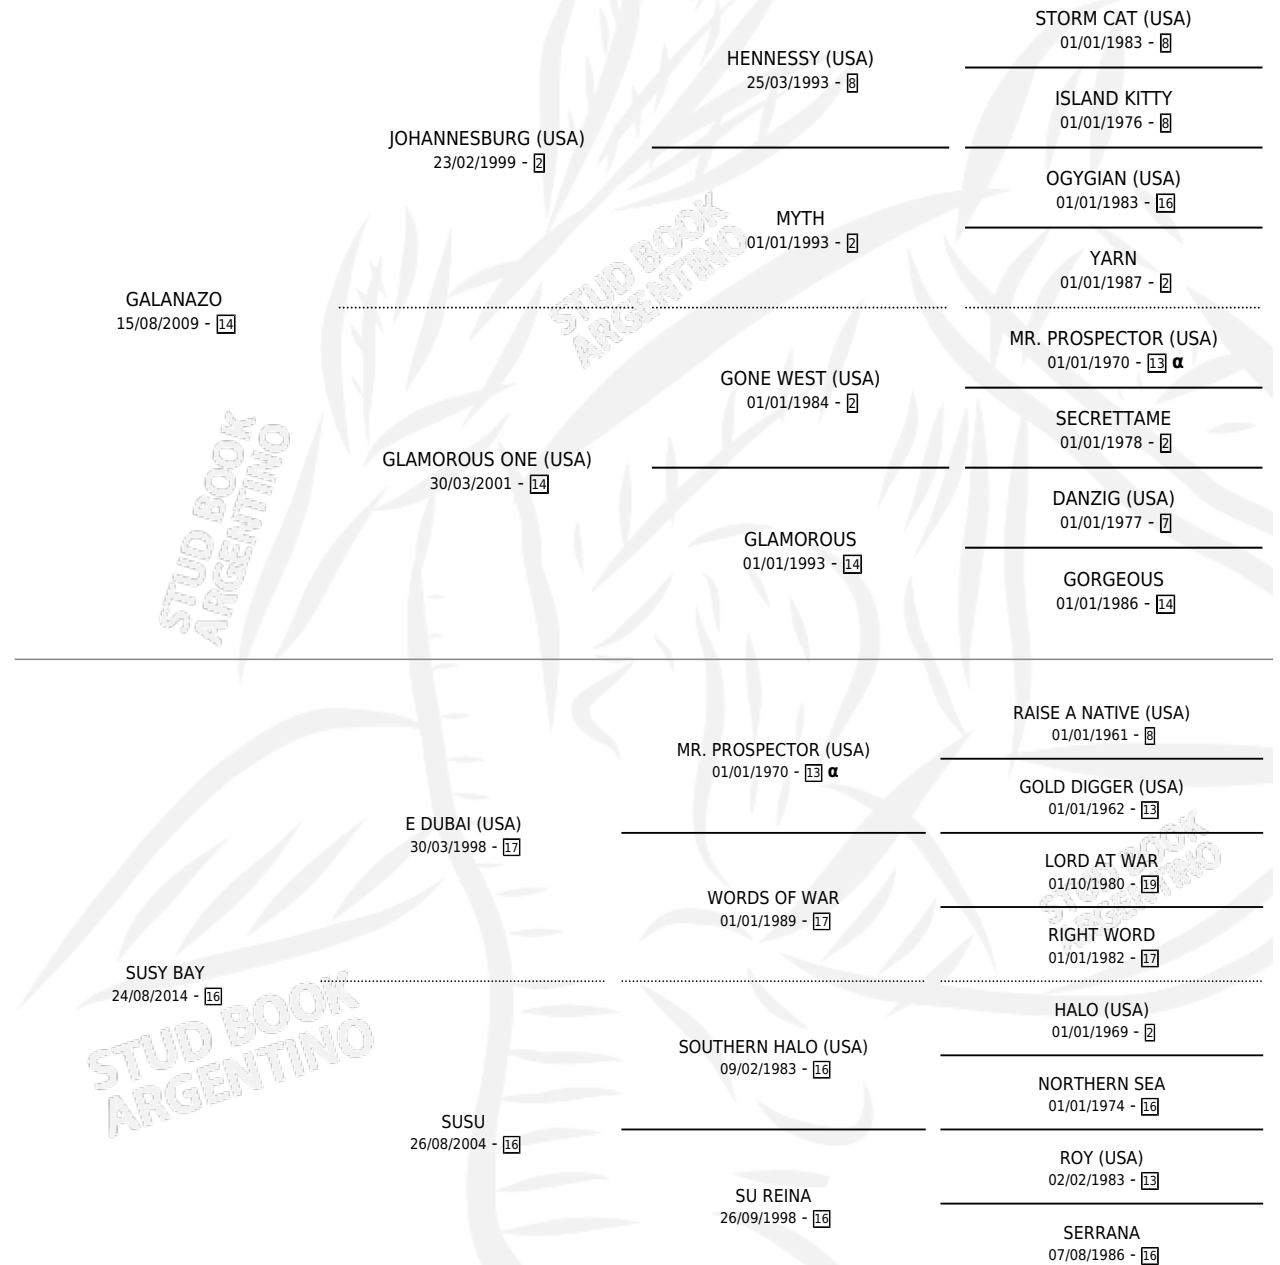 STORM CAT (USA)
01/01/1983 - 8
HENNESSY (USA)
25/03/1993 - 8
ISLAND KITTY
01/01/1976 - 8
JOHANNESBURG (USA)
23/02/1999 - 2
OGYGIAN (USA)
01/01/1983 - 16
MYTH
01/01/1993 - 2
YARN
01/01/1987 - 2
GALANAZO
15/08/2009 - 14
STUD BOOK
ARGENTINO
MR. PROSPECTOR (USA)
01/01/1970 - 13 α
GONE WEST (USA)
01/01/1984 - 2
SECRETTAME
01/01/1978 - 2
GLAMOROUS ONE (USA)
30/03/2001 - 14
DANZIG (USA)
01/01/1977 - 7
GLAMOROUS
01/01/1993 - 14
GORGEOUS
01/01/1986 - 14
STUD BOOK
ARGENTINO
RAISE A NATIVE (USA)
01/01/1961 - 8
MR. PROSPECTOR (USA)
01/01/1970 - 13 α
GOLD DIGGER (USA)
01/01/1962 - 13
E DUBAI (USA)
30/03/1998 - 17
LORD AT WAR
01/10/1980 - 19
STUD BOOK
ARGENTINO
WORDS OF WAR
01/01/1989 - 17
RIGHT WORD
01/01/1982 - 17
SUSY BAY
24/08/2014 - 16
STUD BOOK
ARGENTINO
HALO (USA)
01/01/1969 - 2
SOUTHERN HALO (USA)
09/02/1983 - 16
NORTHERN SEA
01/01/1974 - 16
SUSU
26/08/2004 - 16
ROY (USA)
02/02/1983 - 13
SU REINA
26/09/1998 - 16
SERRANA
07/08/1986 - 16